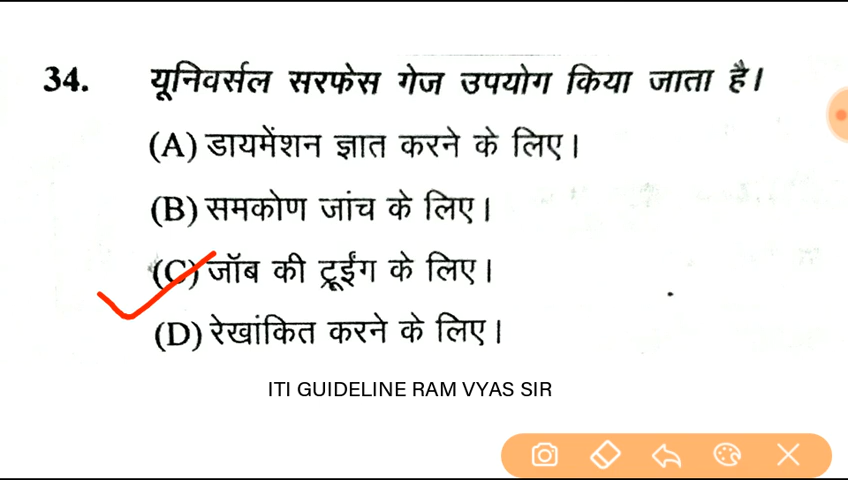 34. यूनिवर्सल सरफेस गेज उपयोग किया जाता है।
(A) डायमेंशन ज्ञात करने के लिए।
(B) समकोण जांच के लिए।
(C) जॉब की ट्रूईंग के लिए।
(D) रेखांकित करने के लिए।
ITI GUIDELINE RAM VYAS SIR